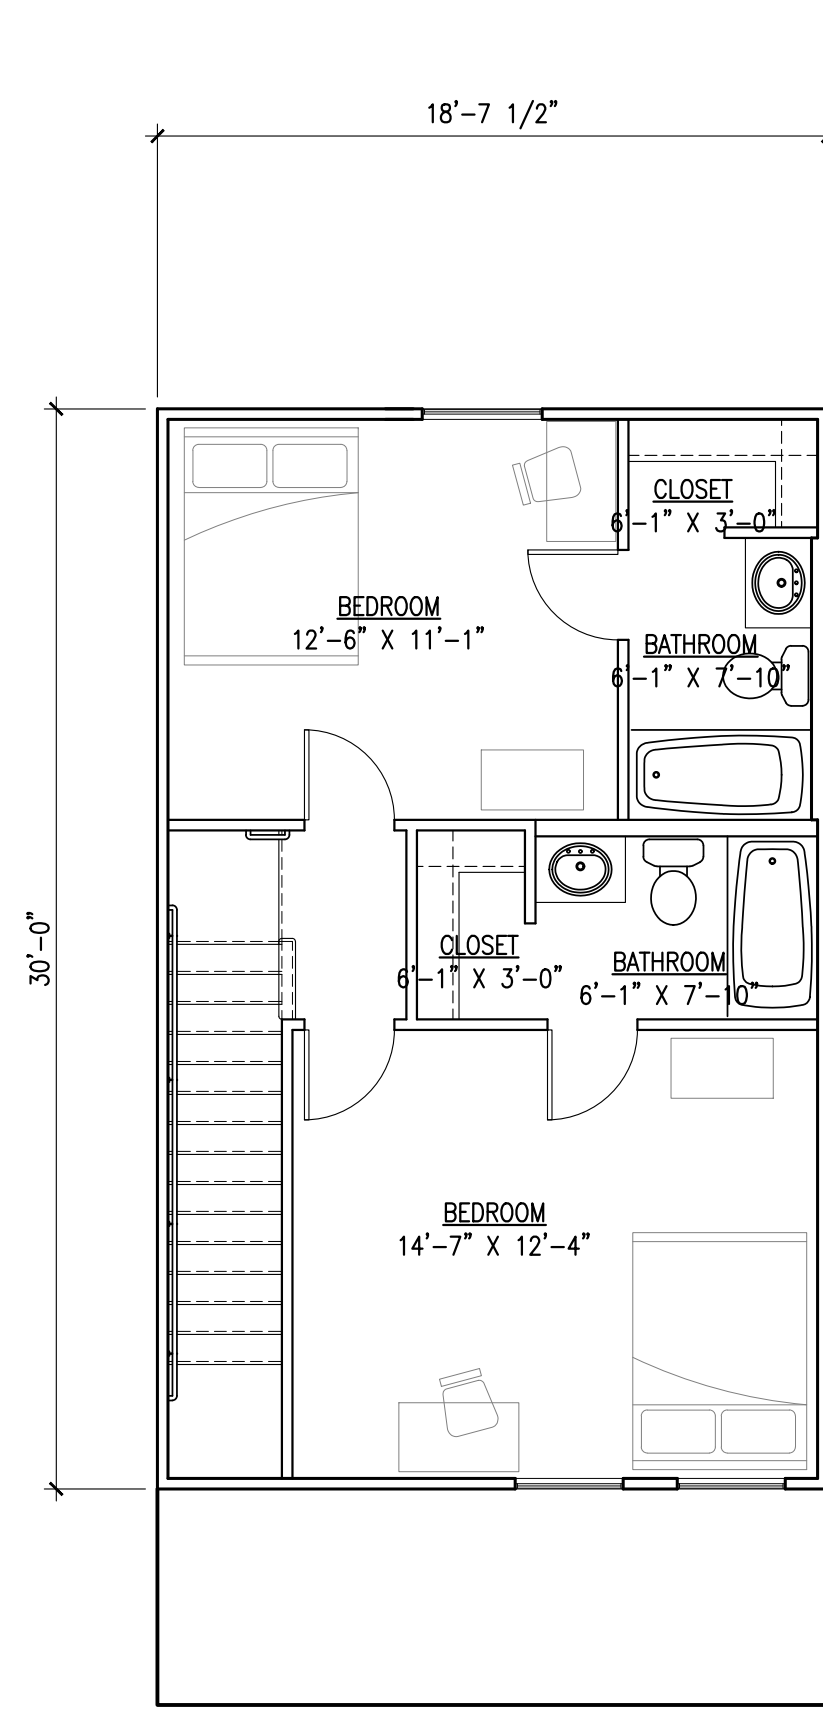 18'-7 1/2"
CLOSET
6'-1" X 3'-0"
BEDROOM
12'-6" X 11'-1"
BATHROOM
6'-1" X 7'-10"
30'-0"
CLOSET
6'-1" X 3'-0"
BATHROOM
6'-1" X 7'-10"
BEDROOM
14'-7" X 12'-4"